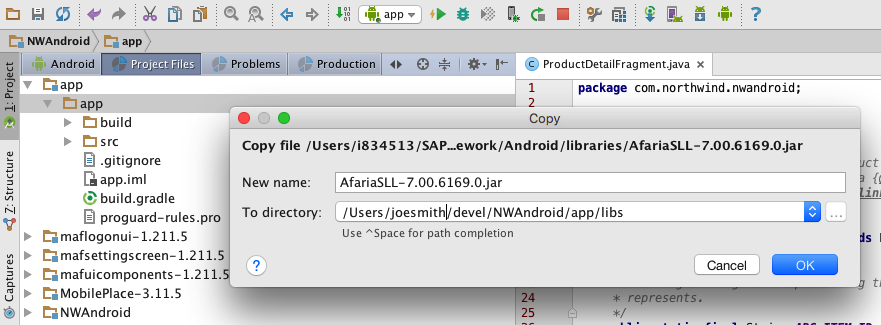 app
NWAndroid app
Android Project Files Problems Production ProductDetailFragment.java
1: Project
Z: Structure
Captures
app
app
build
src
.gitignore
app.iml
build.gradle
proguard-rules.pro
maflogonui-1.211.5
mafsettingscreen-1.211.5
mafuicomponents-1.211.5
MobilePlace-3.11.5
NWAndroid
1 package com.northwind.nwandroid;
2
Copy
Copy file /Users/i834513/SAP...ework/Android/libraries/AfariaSLL-7.00.6169.0.jar
New name: AfariaSLL-7.00.6169.0.jar
To directory: /Users/joesmith/devel/NWAndroid/app/libs ...
Use ^Space for path completion
? Cancel OK
24 * represents.
25 */